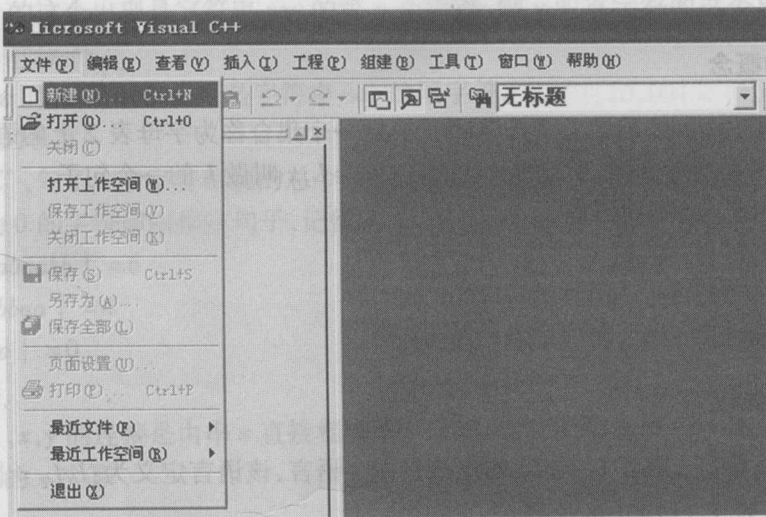 Microsoft Visual C++
文件(F) 编辑(E) 查看(V) 插入(I) 工程(P) 组建(B) 工具(T) 窗口(W) 帮助(H)
新建(N)... Ctrl+N
无标题
打开(O)... Ctrl+O
关闭(C)
打开工作空间(W)...
保存工作空间(V)
关闭工作空间(K)
保存(S) Ctrl+S
另存为(A)...
保存全部(L)
页面设置(U)...
打印(P)... Ctrl+P
最近文件(F)
最近工作空间(R)
退出(X)